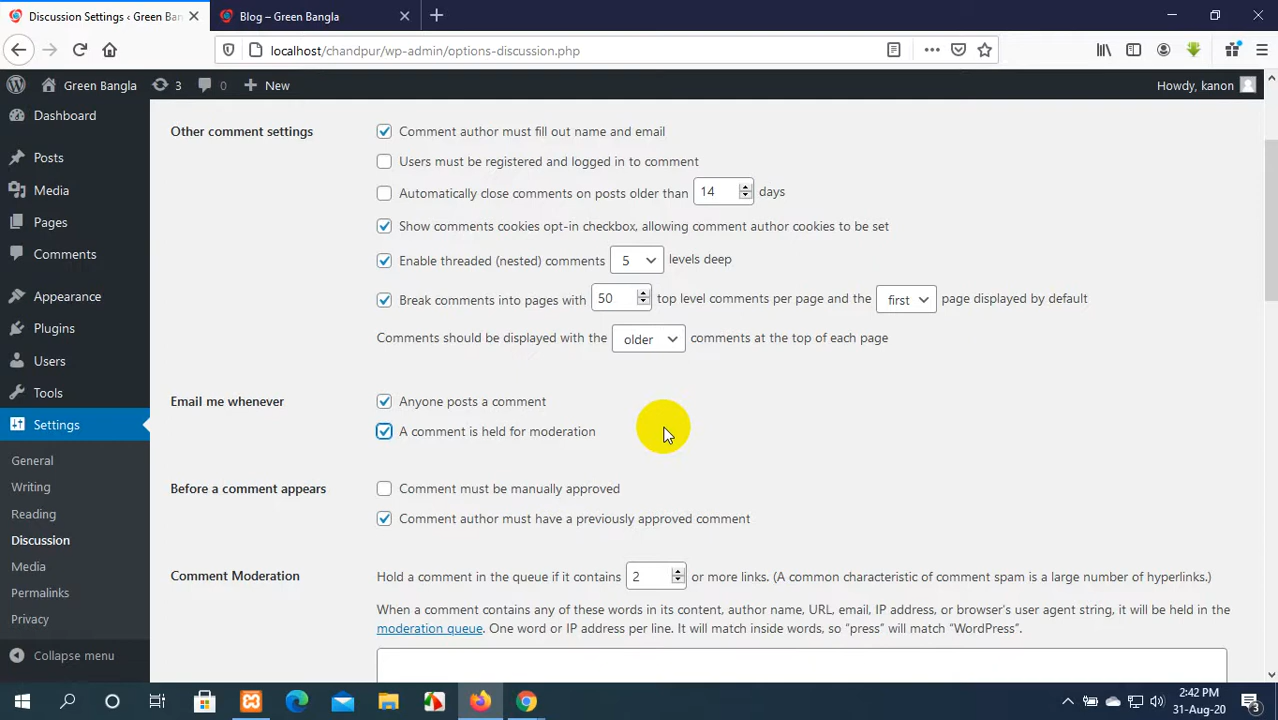 Discussion Settings ‹ Green Ban
Blog – Green Bangla
localhost/chandpur/wp-admin/options-discussion.php
Green Bangla
3
0
New
Howdy, kanon
Dashboard
Posts
Media
Pages
Comments
Appearance
Plugins
Users
Tools
Settings
General
Writing
Reading
Discussion
Media
Permalinks
Privacy
Collapse menu
Other comment settings
Comment author must fill out name and email
Users must be registered and logged in to comment
Automatically close comments on posts older than 14 days
Show comments cookies opt-in checkbox, allowing comment author cookies to be set
Enable threaded (nested) comments 5 levels deep
Break comments into pages with 50 top level comments per page and the first page displayed by default
Comments should be displayed with the older comments at the top of each page
Email me whenever
Anyone posts a comment
A comment is held for moderation
Before a comment appears
Comment must be manually approved
Comment author must have a previously approved comment
Comment Moderation
Hold a comment in the queue if it contains 2 or more links. (A common characteristic of comment spam is a large number of hyperlinks.)
When a comment contains any of these words in its content, author name, URL, email, IP address, or browser's user agent string, it will be held in the
moderation queue. One word or IP address per line. It will match inside words, so “press” will match “WordPress”.
2:42 PM
31-Aug-20
3